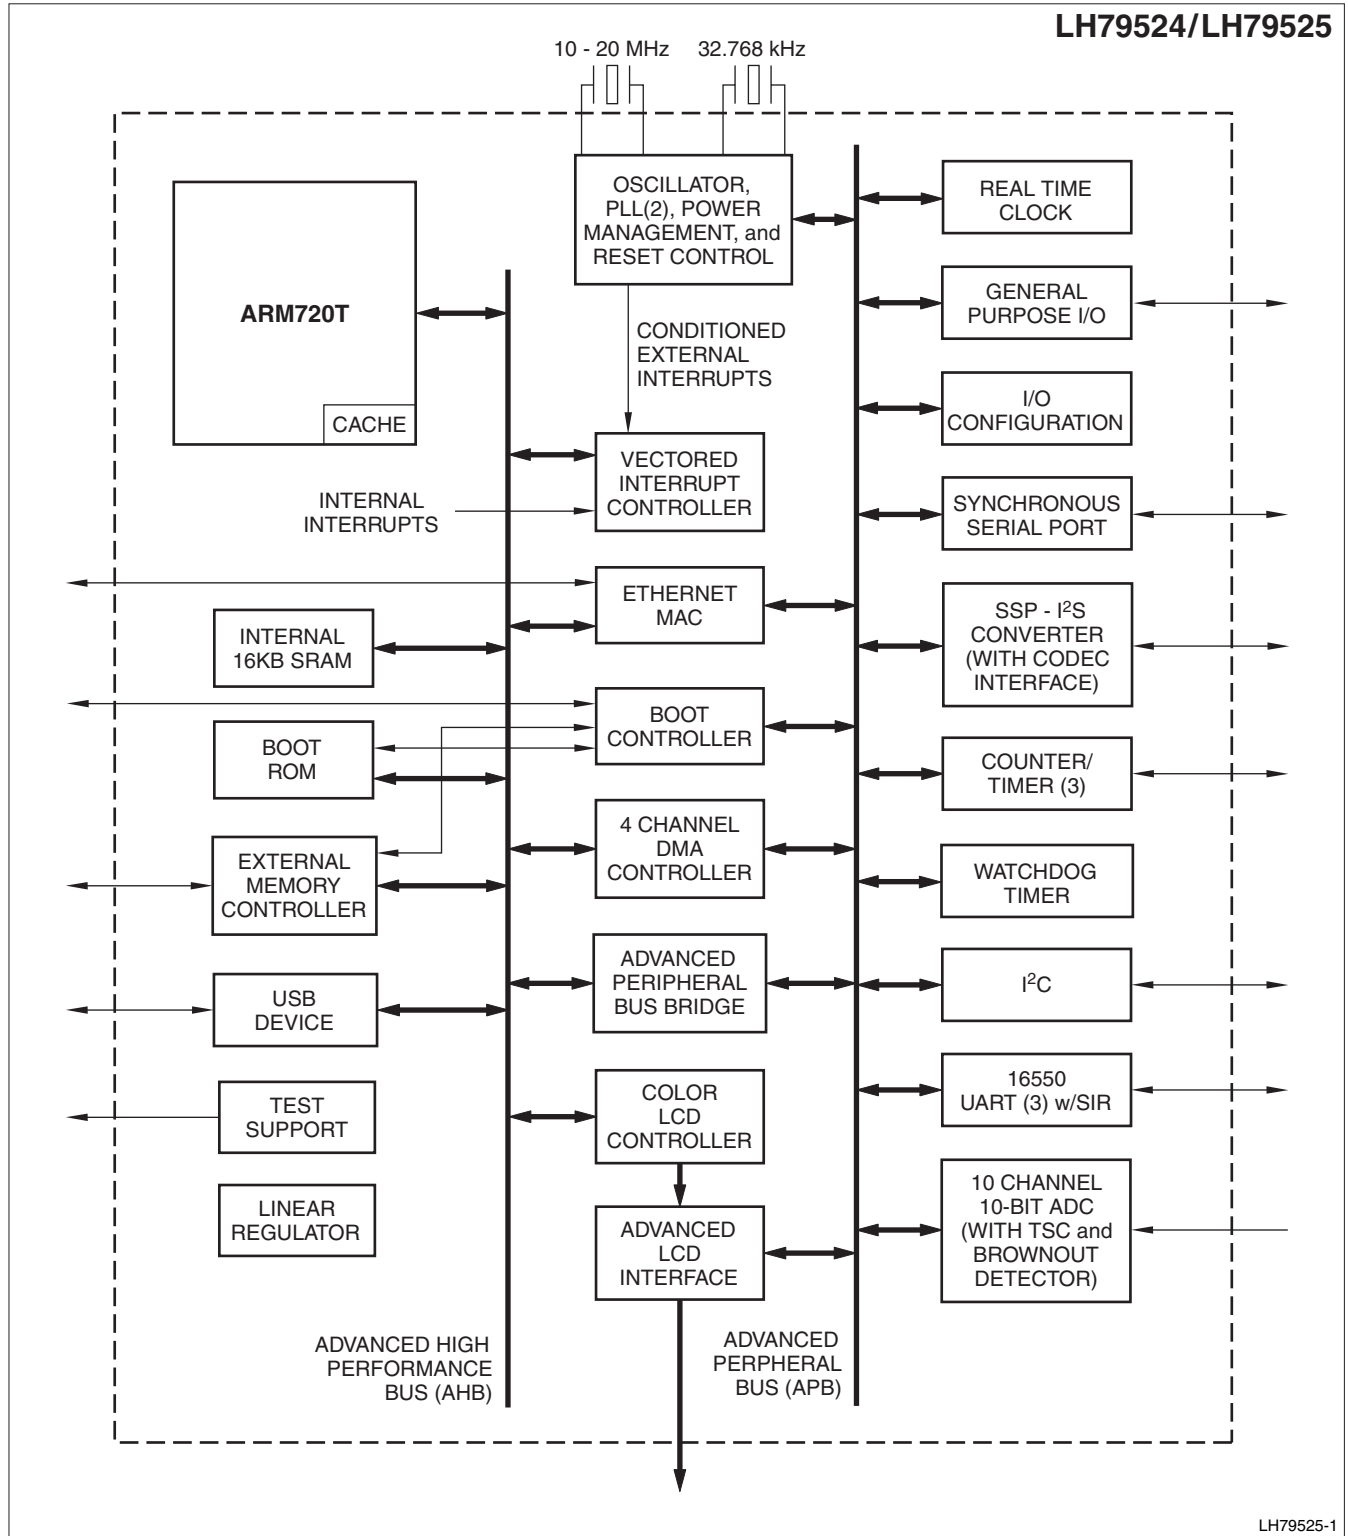 LH79524/LH79525
10 - 20 MHz
32.768 kHz
OSCILLATOR,
PLL(2), POWER
MANAGEMENT, and
RESET CONTROL
REAL TIME
CLOCK
ARM720T
CACHE
GENERAL
PURPOSE I/O
CONDITIONED
EXTERNAL
INTERRUPTS
I/O
CONFIGURATION
VECTORED
INTERRUPT
CONTROLLER
INTERNAL
INTERRUPTS
SYNCHRONOUS
SERIAL PORT
ETHERNET
MAC
INTERNAL
16KB SRAM
SSP - I²S
CONVERTER
(WITH CODEC
INTERFACE)
BOOT
CONTROLLER
BOOT
ROM
COUNTER/
TIMER (3)
4 CHANNEL
DMA
CONTROLLER
EXTERNAL
MEMORY
CONTROLLER
WATCHDOG
TIMER
ADVANCED
PERIPHERAL
BUS BRIDGE
I²C
USB
DEVICE
COLOR
LCD
CONTROLLER
16550
UART (3) w/SIR
TEST
SUPPORT
LINEAR
REGULATOR
ADVANCED
LCD
INTERFACE
10 CHANNEL
10-BIT ADC
(WITH TSC and
BROWNOUT
DETECTOR)
ADVANCED HIGH
PERFORMANCE
BUS (AHB)
ADVANCED
PERPHERAL
BUS (APB)
LH79525-1